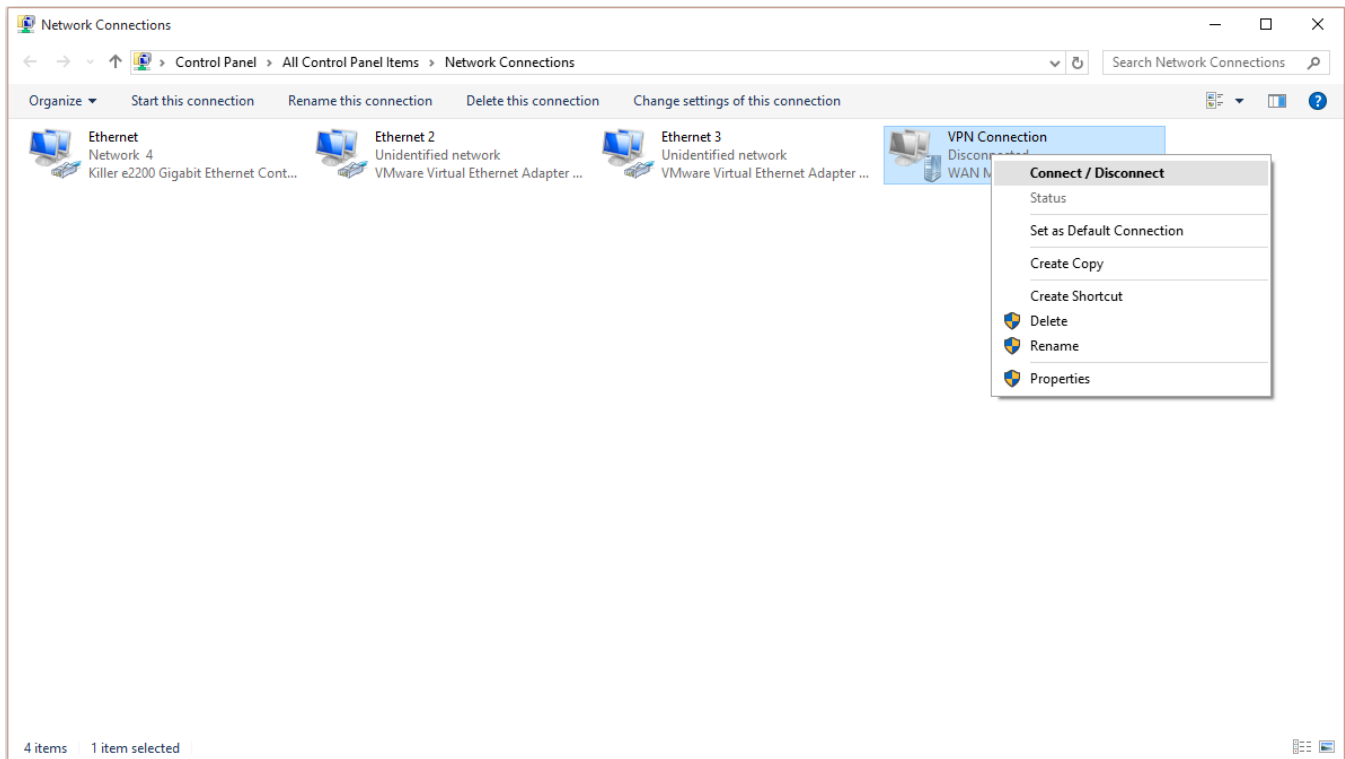 Network Connections
Control Panel > All Control Panel Items > Network Connections
Search Network Connections
Organize Start this connection Rename this connection Delete this connection Change settings of this connection
Ethernet
Network 4
Killer e2200 Gigabit Ethernet Cont...
Ethernet 2
Unidentified network
VMware Virtual Ethernet Adapter ...
Ethernet 3
Unidentified network
VMware Virtual Ethernet Adapter ...
VPN Connection
Disconnected
WAN M
Connect / Disconnect
Status
Set as Default Connection
Create Copy
Create Shortcut
Delete
Rename
Properties
4 items 1 item selected